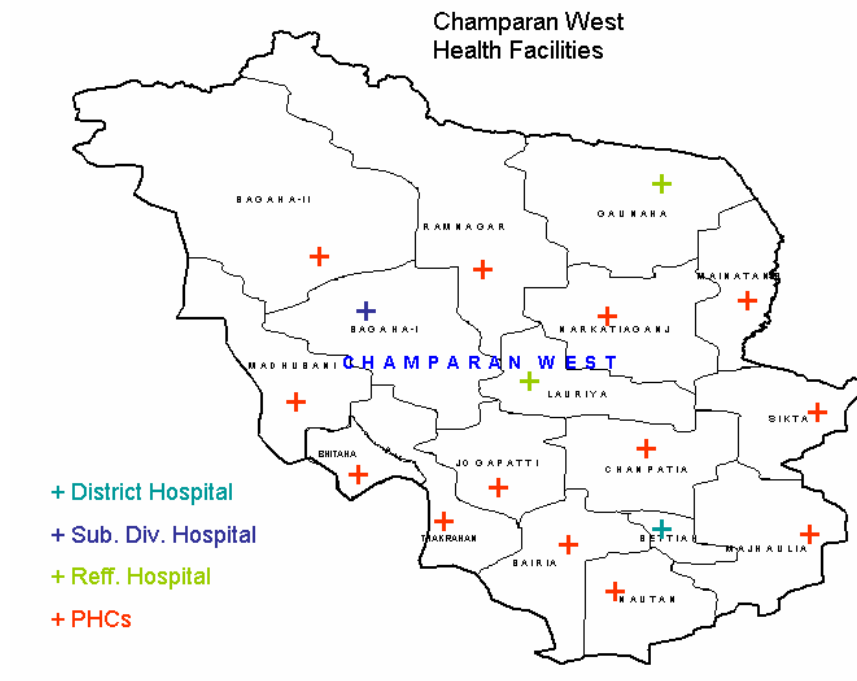 Champaran West
Health Facilities
BAGAHA-II
GAUNAHA
RAMNAGAR
MAINATAND
BAGAHA-I
NARKATIAGANJ
MADHUBANI
CHAMPARAN WEST
LAURIYA
SIKTA
BHITAHA
JOGAPATTI
CHANPATIA
+ District Hospital
+ Sub. Div. Hospital
THAKRAHAN
BETTIAH
BAIRIA
MAJHAULIA
+ Reff. Hospital
NAUTAN
+ PHCs